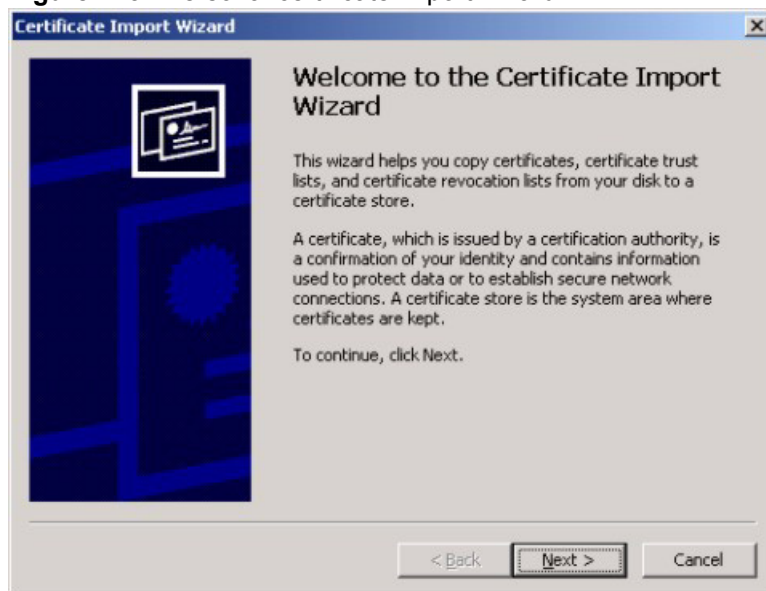 Certificate Import Wizard
Welcome to the Certificate Import
Wizard
This wizard helps you copy certificates, certificate trust
lists, and certificate revocation lists from your disk to a
certificate store.
A certificate, which is issued by a certification authority, is
a confirmation of your identity and contains information
used to protect data or to establish secure network
connections. A certificate store is the system area where
certificates are kept.
To continue, click Next.
< Back
Next >
Cancel